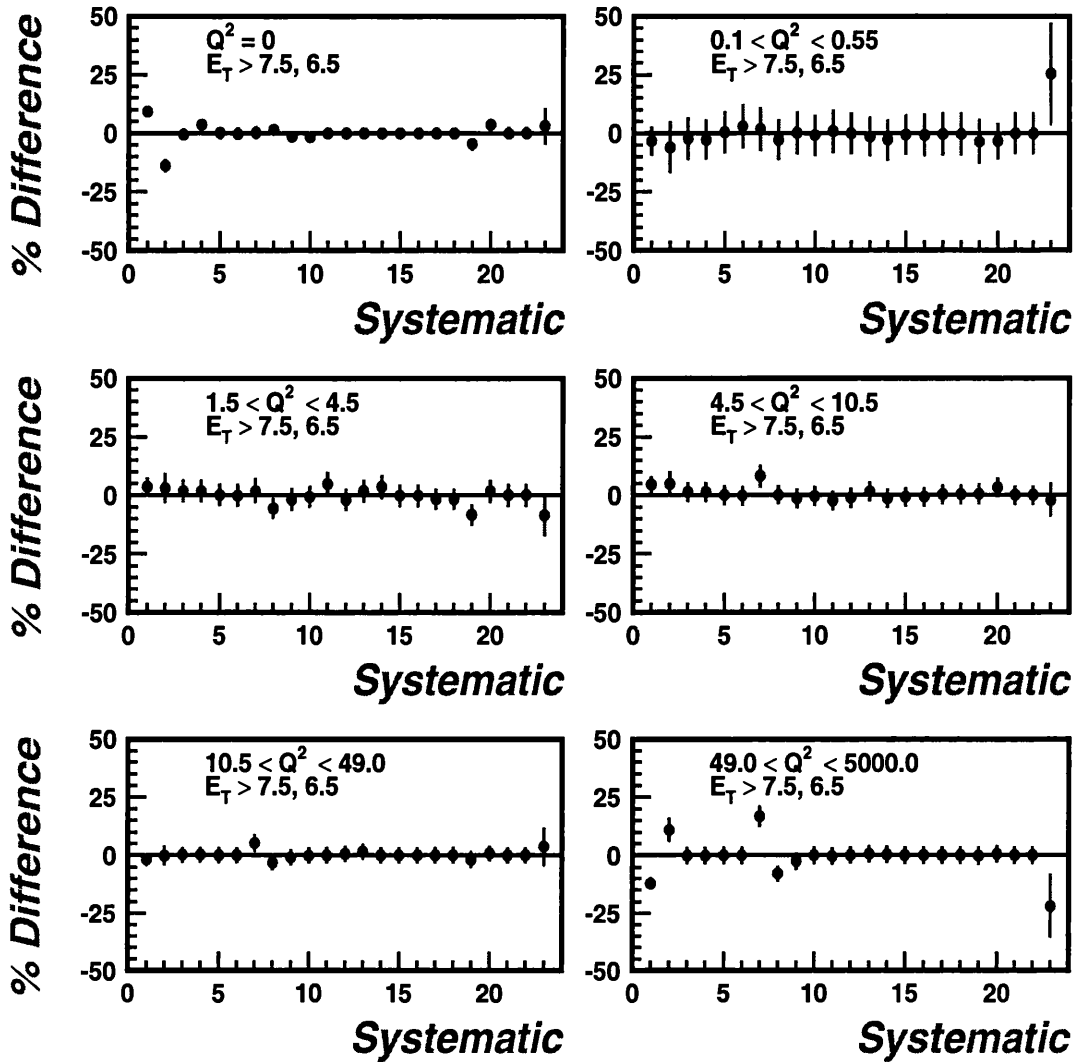 % Difference
50
25
0
-25
-50
Q² = 0
E_T > 7.5, 6.5
0 5 10 15 20
Systematic
50
25
0
-25
-50
0.1 < Q² < 0.55
E_T > 7.5, 6.5
0 5 10 15 20
Systematic
% Difference
50
25
0
-25
-50
1.5 < Q² < 4.5
E_T > 7.5, 6.5
0 5 10 15 20
Systematic
50
25
0
-25
-50
4.5 < Q² < 10.5
E_T > 7.5, 6.5
0 5 10 15 20
Systematic
% Difference
50
25
0
-25
-50
10.5 < Q² < 49.0
E_T > 7.5, 6.5
0 5 10 15 20
Systematic
50
25
0
-25
-50
49.0 < Q² < 5000.0
E_T > 7.5, 6.5
0 5 10 15 20
Systematic